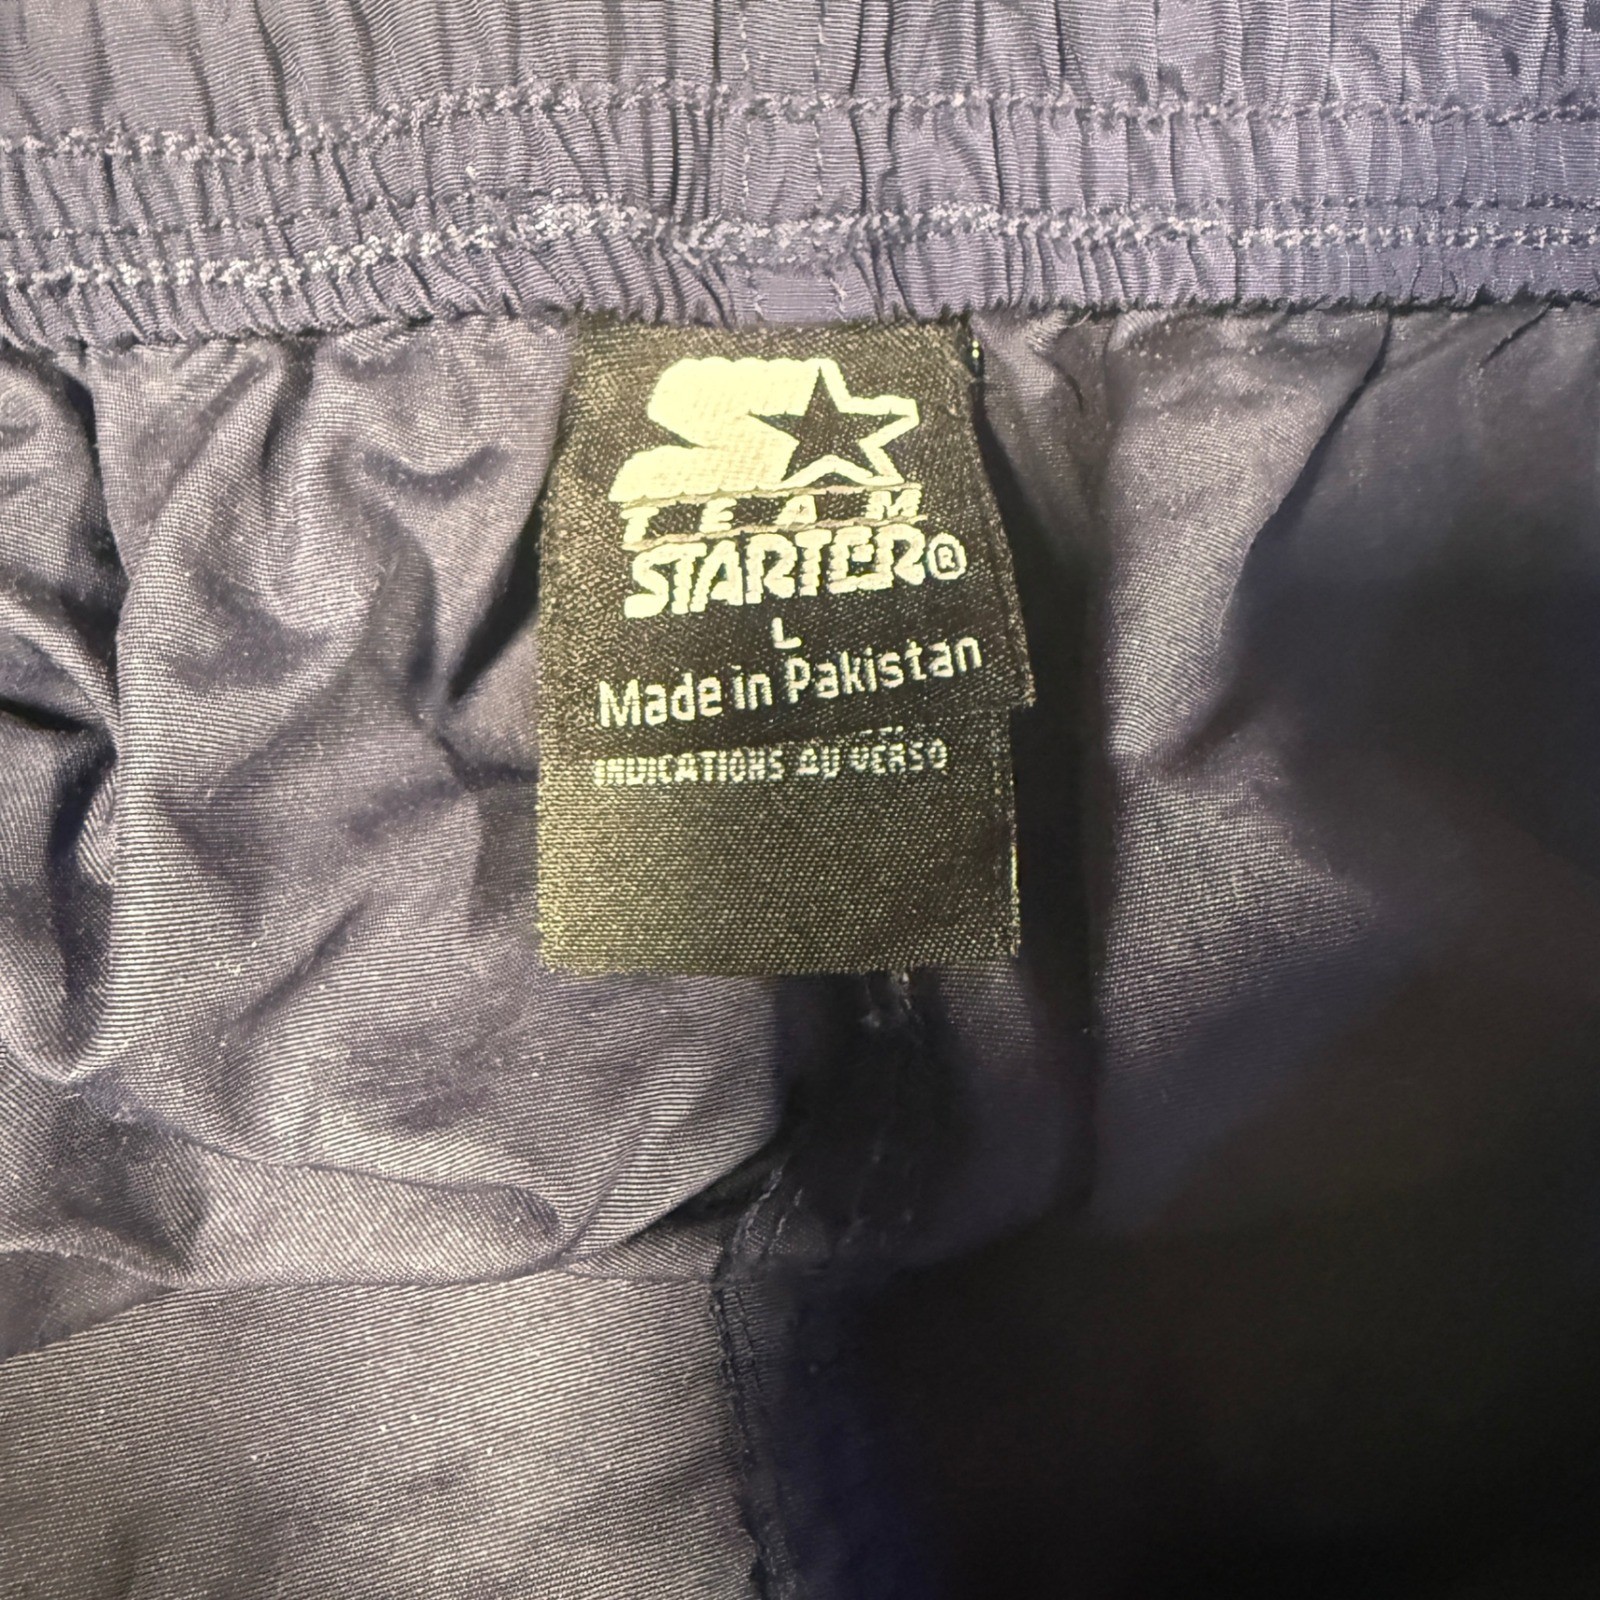 TEAM
STARTER®
L
Made in Pakistan
INDICATIONS AU VERSO